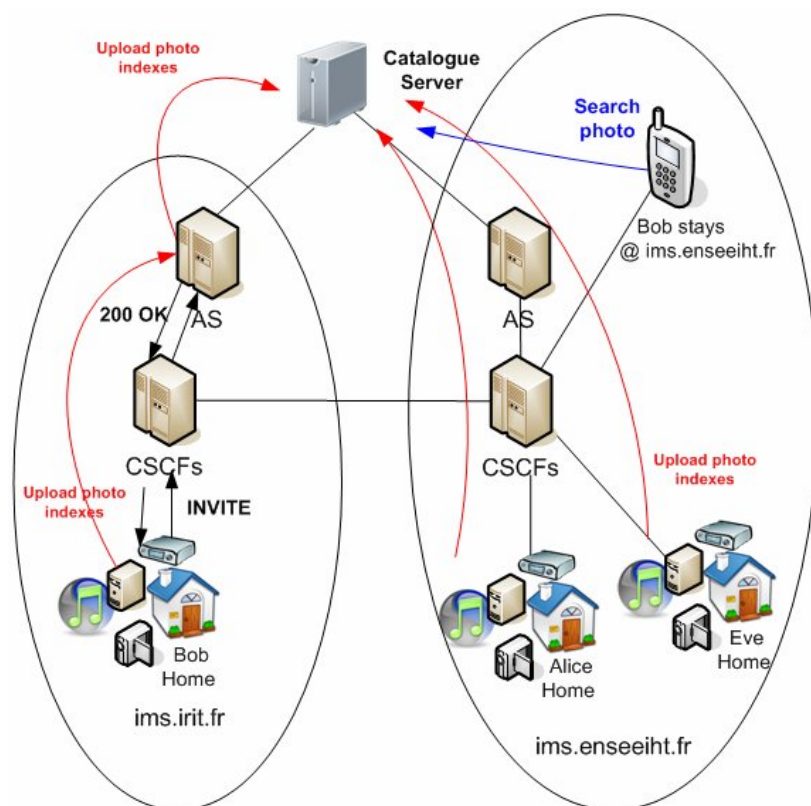 Upload photo
indexes
Catalogue
Server
Search
photo
Bob stays
@ ims.enseeiht.fr
200 OK
AS
AS
CSCFs
CSCFs
Upload photo
indexes
INVITE
Upload photo
indexes
Bob
Home
Alice
Home
Eve
Home
ims.irit.fr
ims.enseeiht.fr